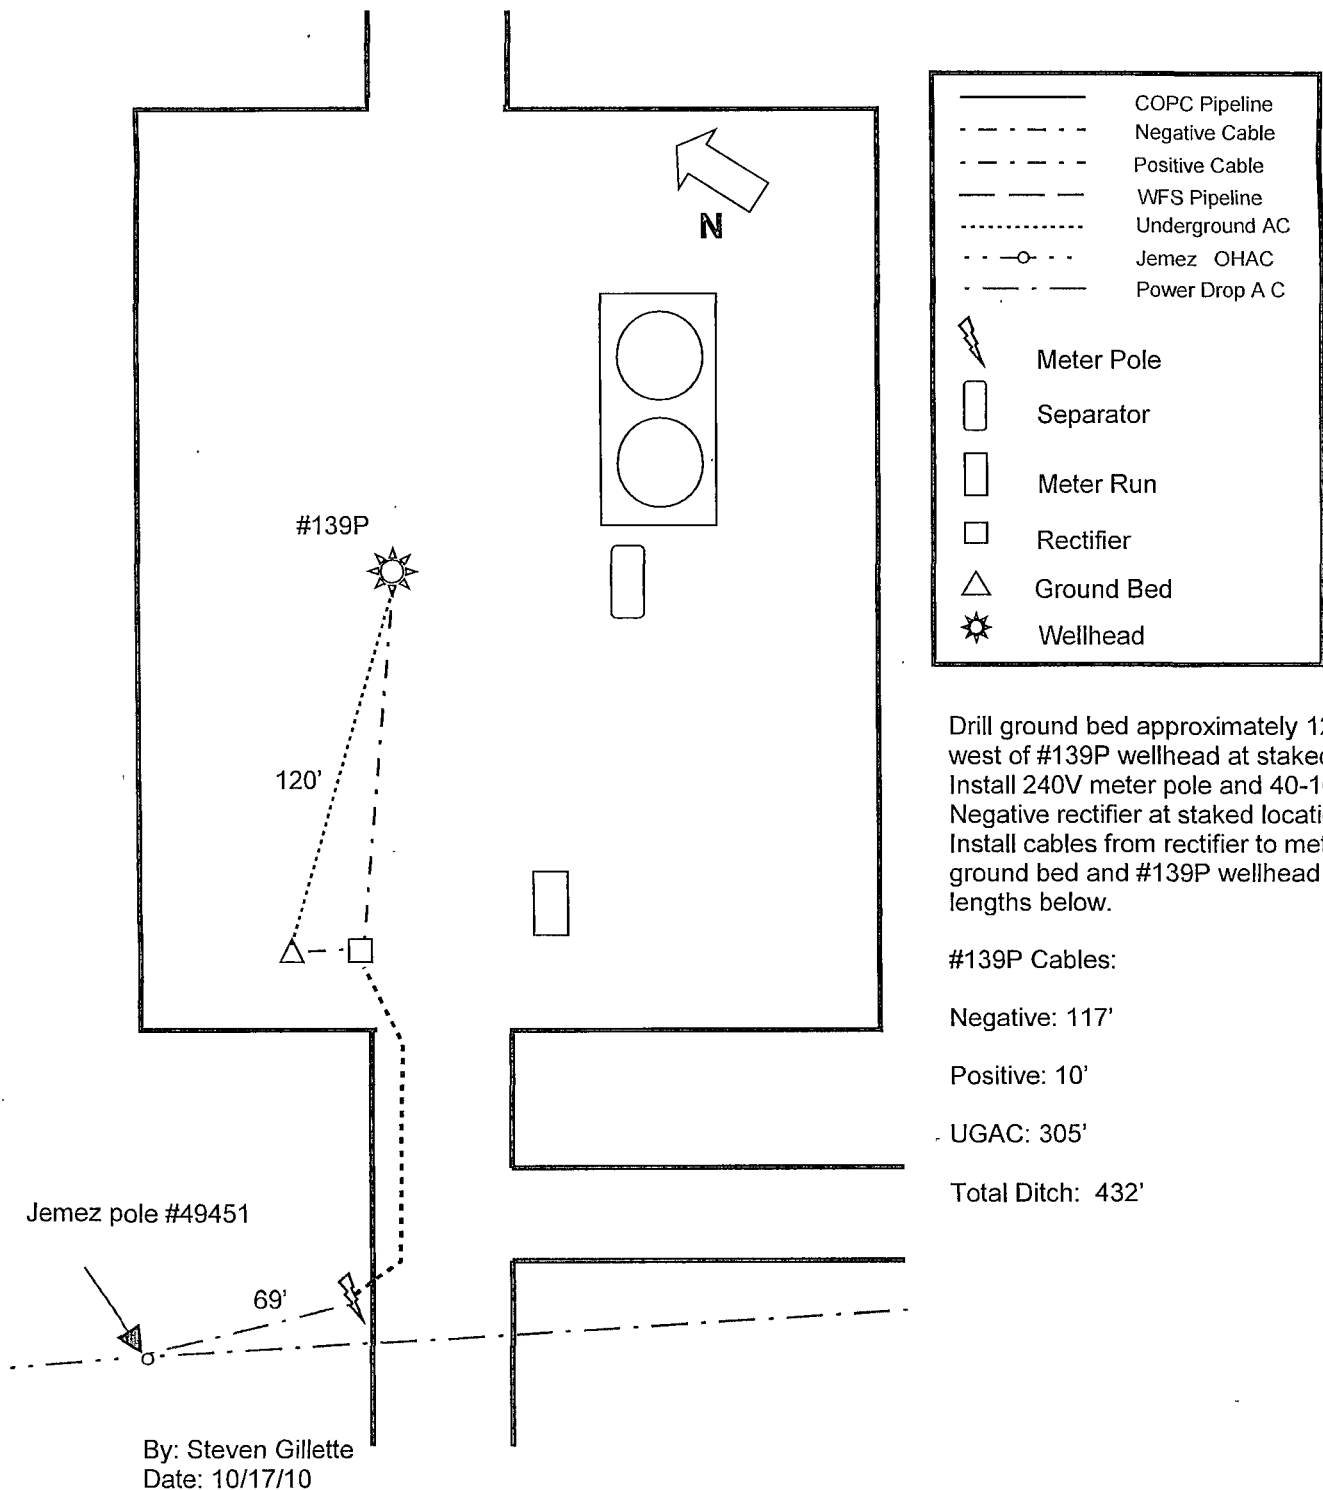 N
COPC Pipeline
Negative Cable
Positive Cable
WFS Pipeline
Underground AC
Jemez OHAC
Power Drop A C
Meter Pole
Separator
Meter Run
Rectifier
Ground Bed
Wellhead
#139P
120'
Drill ground bed approximately
west of #139P wellhead at
Install 240V meter pole and
Negative rectifier at staked
Install cables from rectifier to
ground bed and #139P wellhead
lengths below.
#139P Cables:
Negative: 117'
Positive: 10'
UGAC: 305'
Total Ditch: 432'
Jemez pole #49451
69'
By: Steven Gillette
Date: 10/17/10